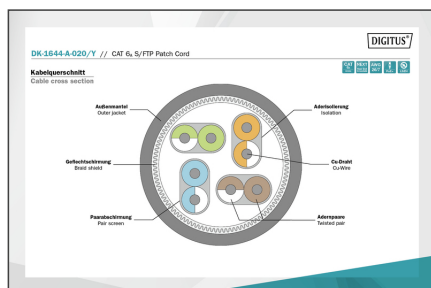 DIGITUS®
DK-1644-A-020/Y // CAT 6A S/FTP Patch Cord
Kabelquerschnitt
Cable cross section
Außenmantel
Outer jacket
Aderisolierung
Isolation
Geflechtschirmung
Braid shield
Cu-Draht
Cu-Wire
Paarabschirmung
Pair screen
Adernpaare
Twisted pair